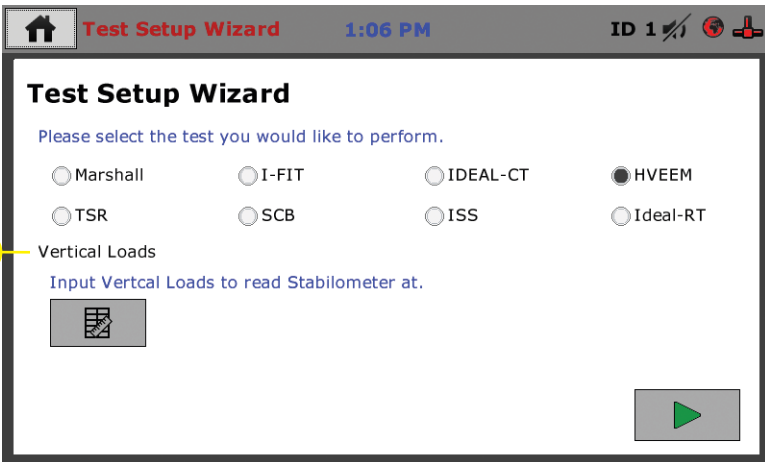 Test Setup Wizard 1:06 PM ID 1
Test Setup Wizard
Please select the test you would like to perform.
Marshall I-FIT IDEAL-CT HVEEM
TSR SCB ISS Ideal-RT
Vertical Loads
Input Vertcal Loads to read Stabilometer at.